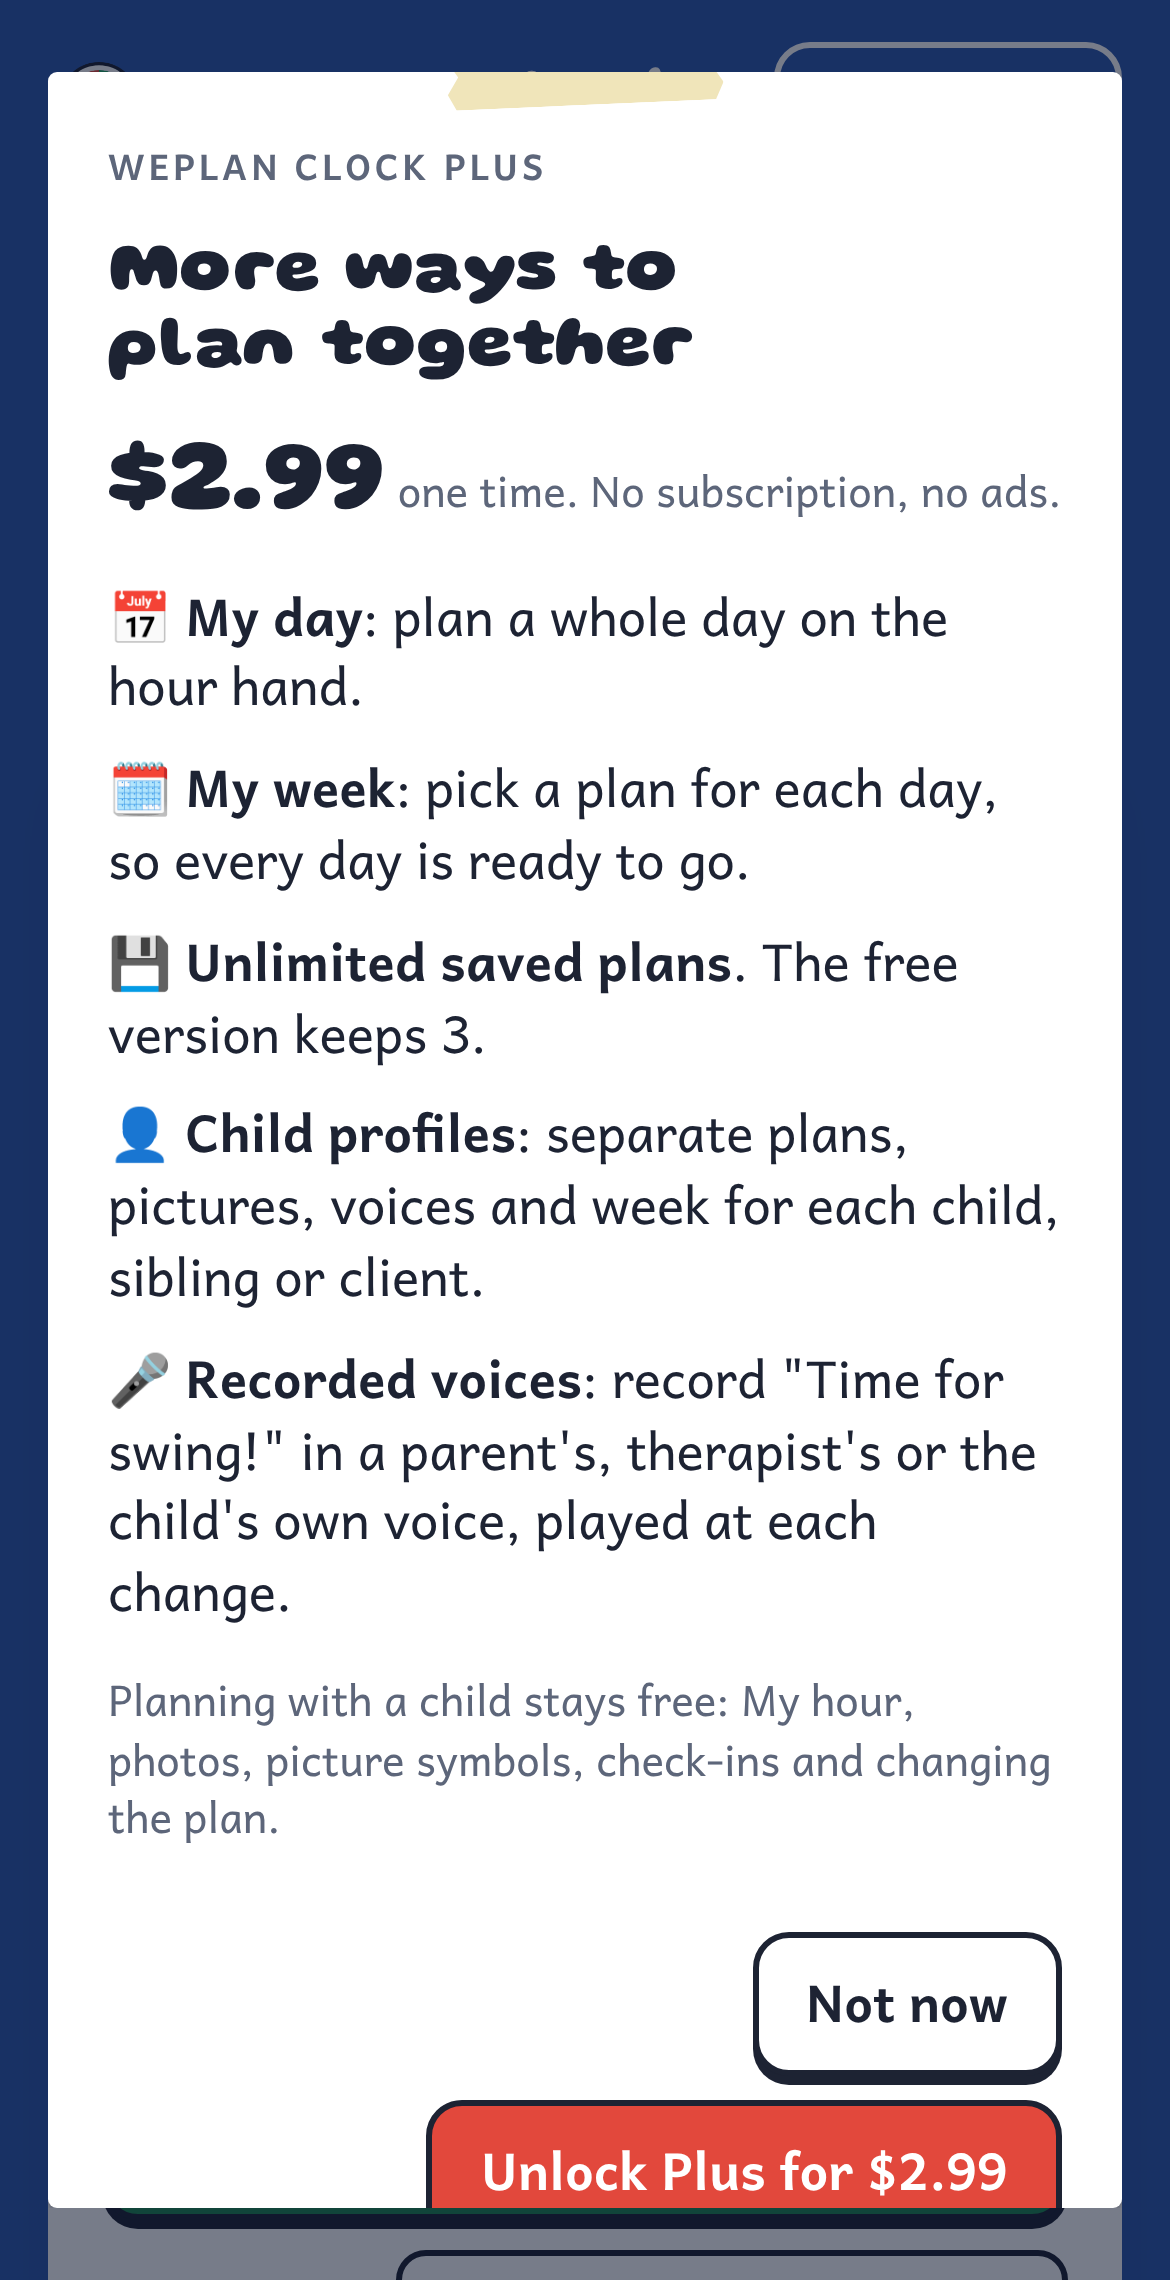 WEPLAN CLOCK PLUS
More ways to
plan together
$2.99 one time. No subscription, no ads.
July
17
My day: plan a whole day on the
hour hand.
My week: pick a plan for each day,
so every day is ready to go.
Unlimited saved plans. The free
version keeps 3.
Child profiles: separate plans,
pictures, voices and week for each child,
sibling or client.
Recorded voices: record "Time for
swing!" in a parent's, therapist's or the
child's own voice, played at each
change.
Planning with a child stays free: My hour,
photos, picture symbols, check-ins and changing
the plan.
Not now
Unlock Plus for $2.99